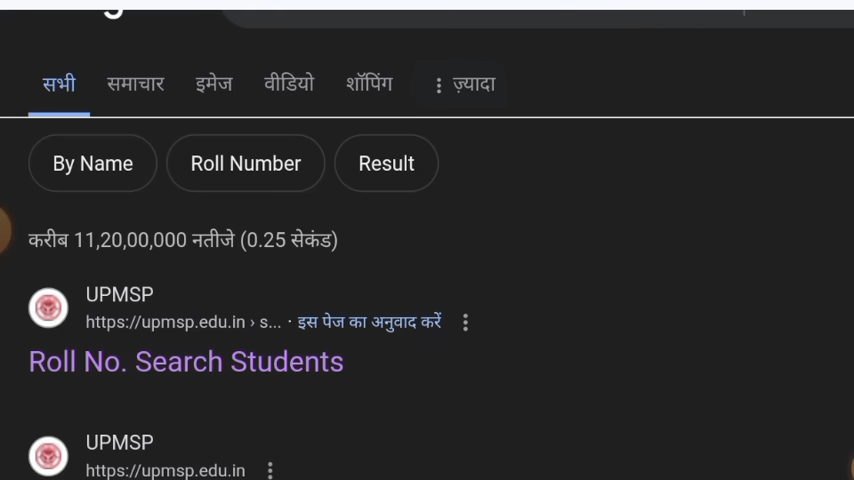 सभी समाचार इमेज वीडियो शॉपिंग ज़्यादा
By Name Roll Number Result
करीब 11,20,00,000 नतीजे (0.25 सेकंड)
UPMSP
https://upmsp.edu.in › s... · इस पेज का अनुवाद करें
Roll No. Search Students
UPMSP
https://upmsp.edu.in